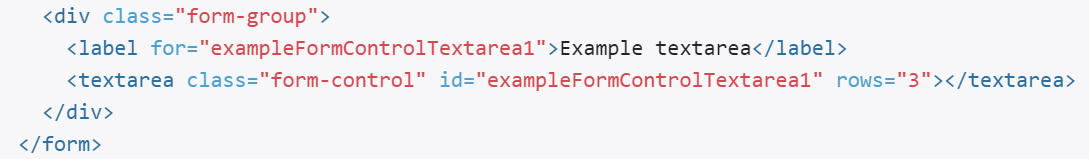 <div class="form-group">
<label for="exampleFormControlTextarea1">Example textarea</label>
<textarea class="form-control" id="exampleFormControlTextarea1" rows="3"></textarea>
</div>
</form>